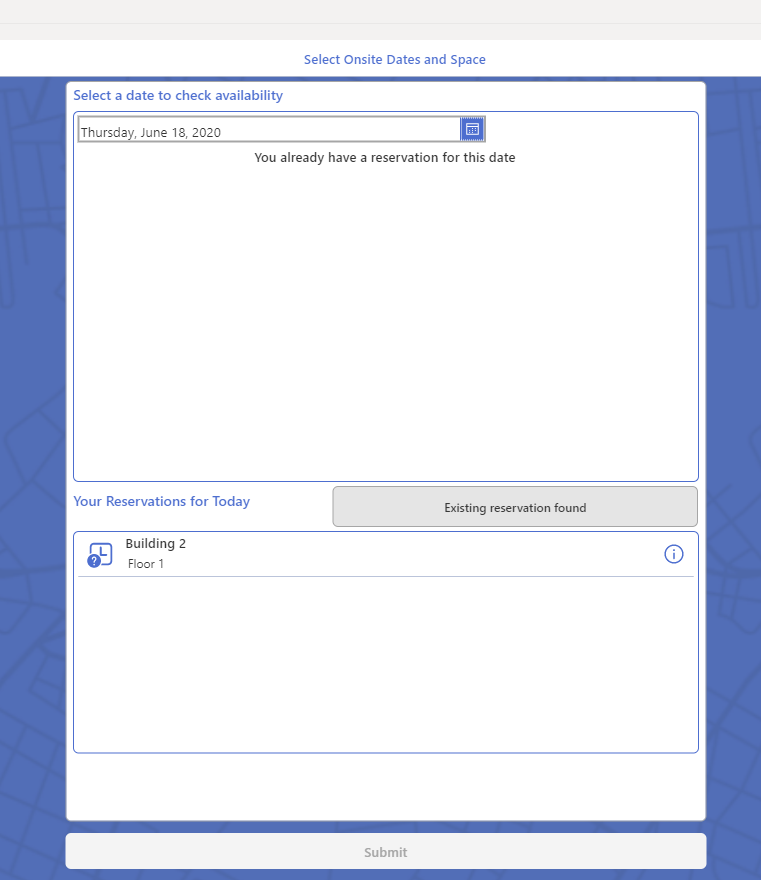 Select Onsite Dates and Space
Select a date to check availability
Thursday, June 18, 2020
You already have a reservation for this date
Your Reservations for Today
Existing reservation found
Building 2
Floor 1
Submit